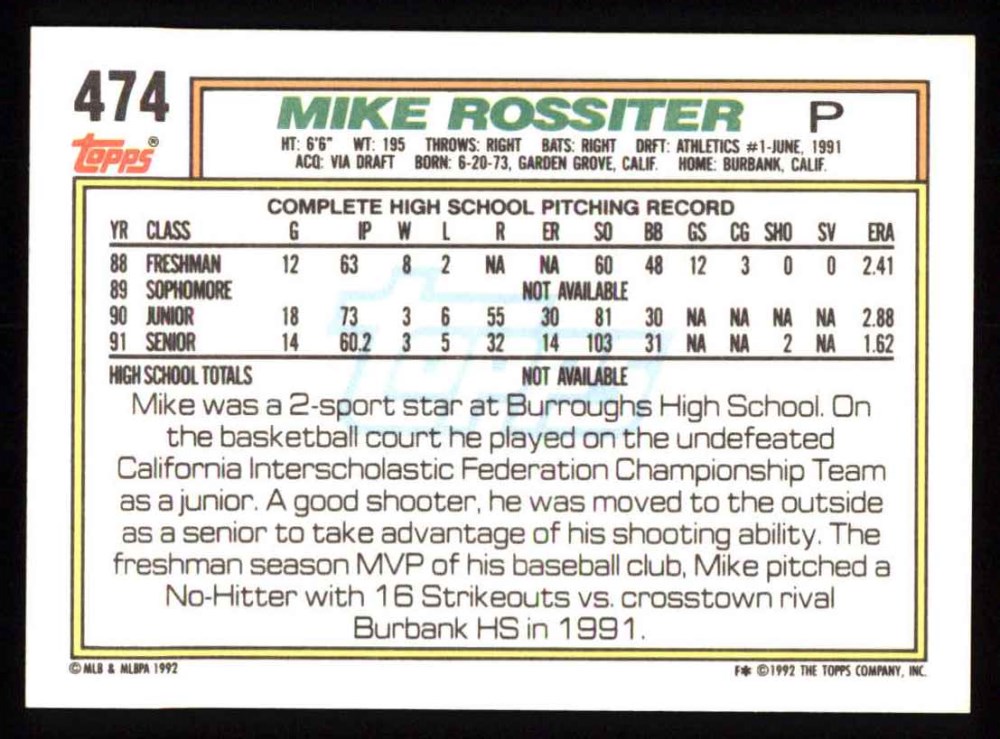 474
MIKE ROSSITER P
topps®
HT: 6'6" WT: 195 THROWS: RIGHT BATS: RIGHT DRFT: ATHLETICS #1-JUNE, 1991
ACQ: VIA DRAFT BORN: 6-20-73, GARDEN GROVE, CALIF. HOME: BURBANK, CALIF.
COMPLETE HIGH SCHOOL PITCHING RECORD
YR CLASS G IP W L R ER SO BB GS CG SHO SV ERA
88 FRESHMAN 12 63 8 2 NA NA 60 48 12 3 0 0 2.41
89 SOPHOMORE NOT AVAILABLE
90 JUNIOR 18 73 3 6 55 30 81 30 NA NA NA NA 2.88
91 SENIOR 14 60.2 3 5 32 14 103 31 NA NA 2 NA 1.62
HIGH SCHOOL TOTALS NOT AVAILABLE
topps
Mike was a 2-sport star at Burroughs High School. On
the basketball court he played on the undefeated
California Interscholastic Federation Championship Team
as a junior. A good shooter, he was moved to the outside
as a senior to take advantage of his shooting ability. The
freshman season MVP of his baseball club, Mike pitched a
No-Hitter with 16 Strikeouts vs. crosstown rival
Burbank HS in 1991.
© MLB & MLBPA 1992 F✱ ©1992 THE TOPPS COMPANY, INC.